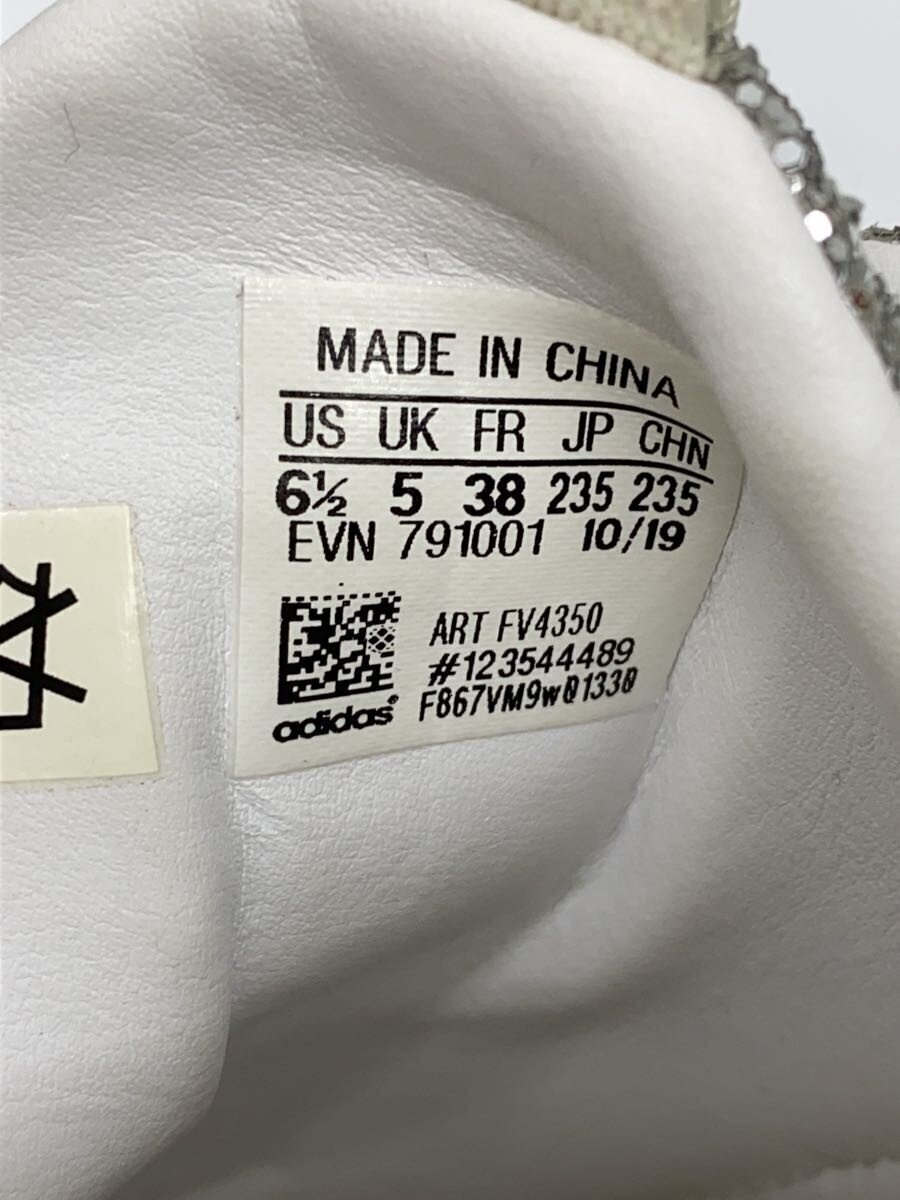 MADE IN CHINA
US UK FR JP CHN
6½ 5 38 235 235
EVN 791001 10/19
ART FV4350
#123544489
F867VM9w01330
adidas®